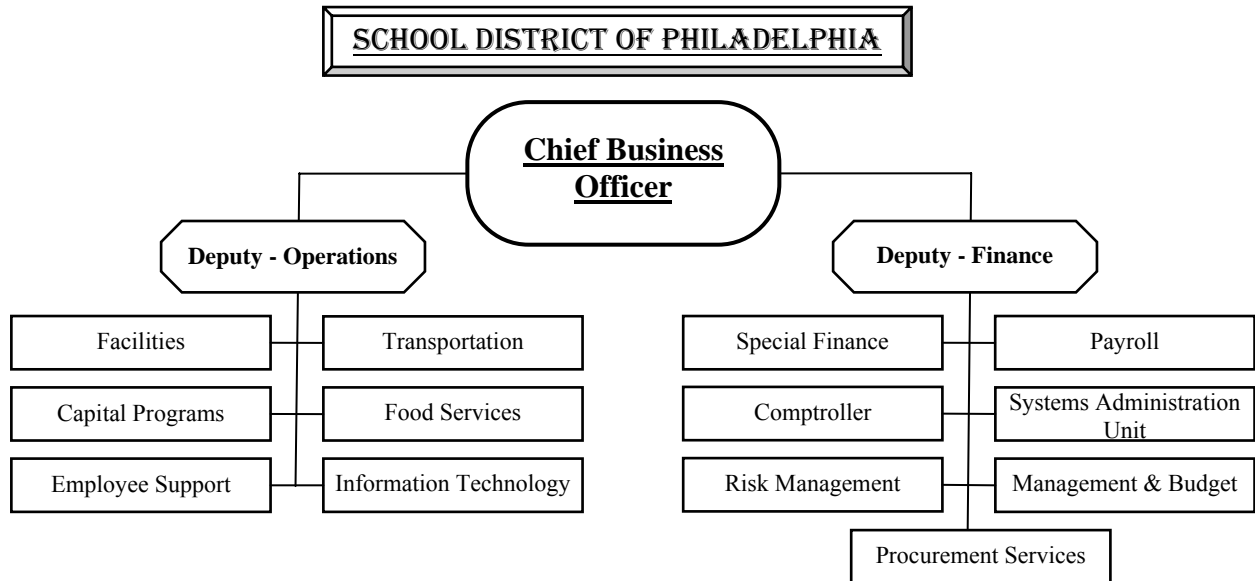 SCHOOL DISTRICT OF PHILADELPHIA
Chief Business
Officer
Deputy - Operations
Deputy - Finance
Facilities
Transportation
Special Finance
Payroll
Capital Programs
Food Services
Comptroller
Systems Administration
Unit
Employee Support
Information Technology
Risk Management
Management & Budget
Procurement Services